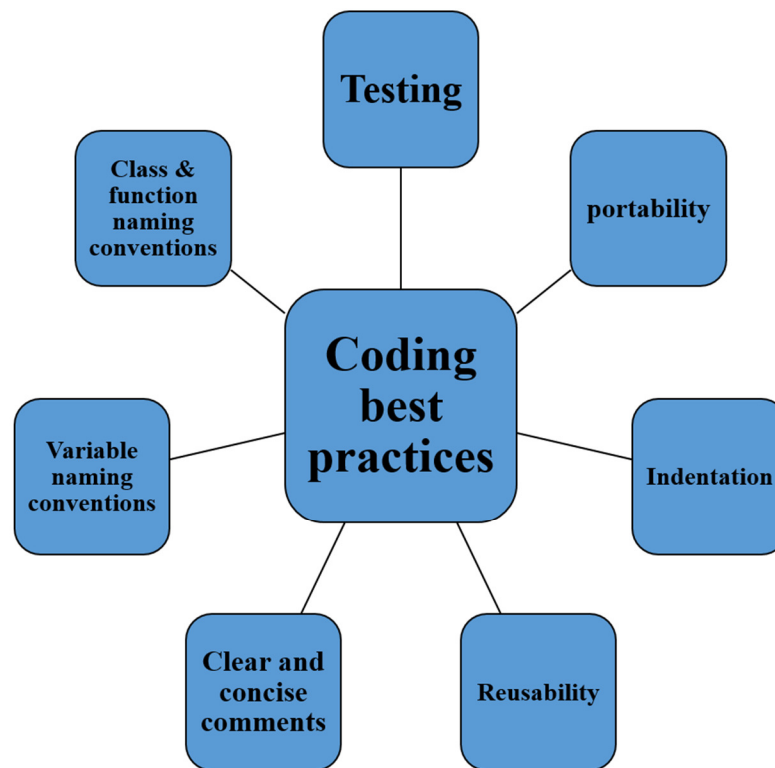 Testing
Class &
function
naming
conventions
portability
Coding
best
practices
Variable
naming
conventions
Indentation
Clear and
concise
comments
Reusability